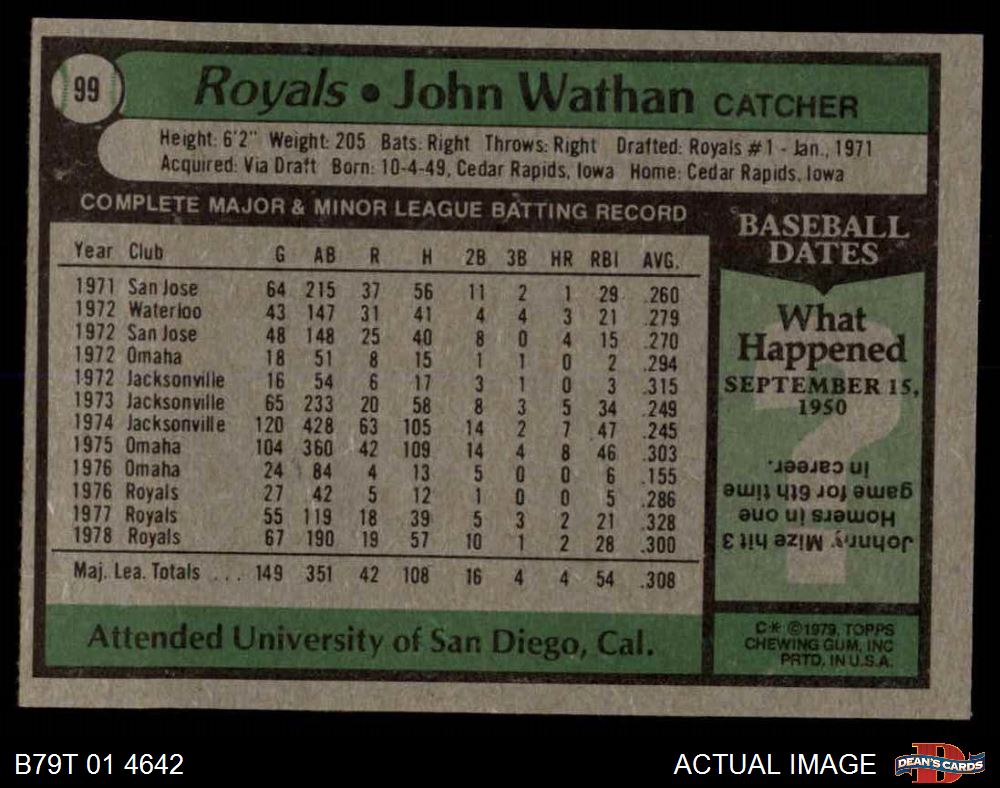 99
Royals • John Wathan CATCHER
Height: 6'2" Weight: 205 Bats: Right Throws: Right Drafted: Royals #1 - Jan., 1971
Acquired: Via Draft Born: 10-4-49, Cedar Rapids, Iowa Home: Cedar Rapids, Iowa
COMPLETE MAJOR & MINOR LEAGUE BATTING RECORD
Year Club G AB R H 2B 3B HR RBI AVG.
1971 San Jose 64 215 37 56 11 2 1 29 .260
1972 Waterloo 43 147 31 41 4 4 3 21 .279
1972 San Jose 48 148 25 40 8 0 4 15 .270
1972 Omaha 18 51 8 15 1 1 0 2 .294
1972 Jacksonville 16 54 6 17 3 1 0 3 .315
1973 Jacksonville 65 233 20 58 8 3 5 34 .249
1974 Jacksonville 120 428 63 105 14 2 7 47 .245
1975 Omaha 104 360 42 109 14 4 8 46 .303
1976 Omaha 24 84 4 13 5 0 0 6 .155
1976 Royals 27 42 5 12 1 0 0 5 .286
1977 Royals 55 119 18 39 5 3 2 21 .328
1978 Royals 67 190 19 57 10 1 2 28 .300
Maj. Lea. Totals ... 149 351 42 108 16 4 4 54 .308
Attended University of San Diego, Cal.
BASEBALL
DATES
What
Happened
SEPTEMBER 15,
1950
Johnny Mize hit 3
Homers in one
game for 6th time
in career.
C* ©1979, TOPPS
CHEWING GUM, INC
PRTD. IN U.S.A.
B79T 01 4642
ACTUAL IMAGE
DEAN'S CARDS